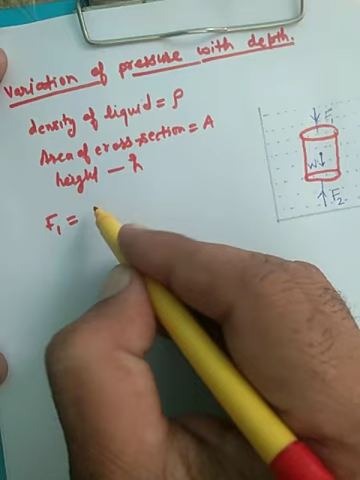 Variation of pressure with depth.
density of liquid = ρ
Area of cross-section = A
height — h
F₁ =
F₁
W
F₂